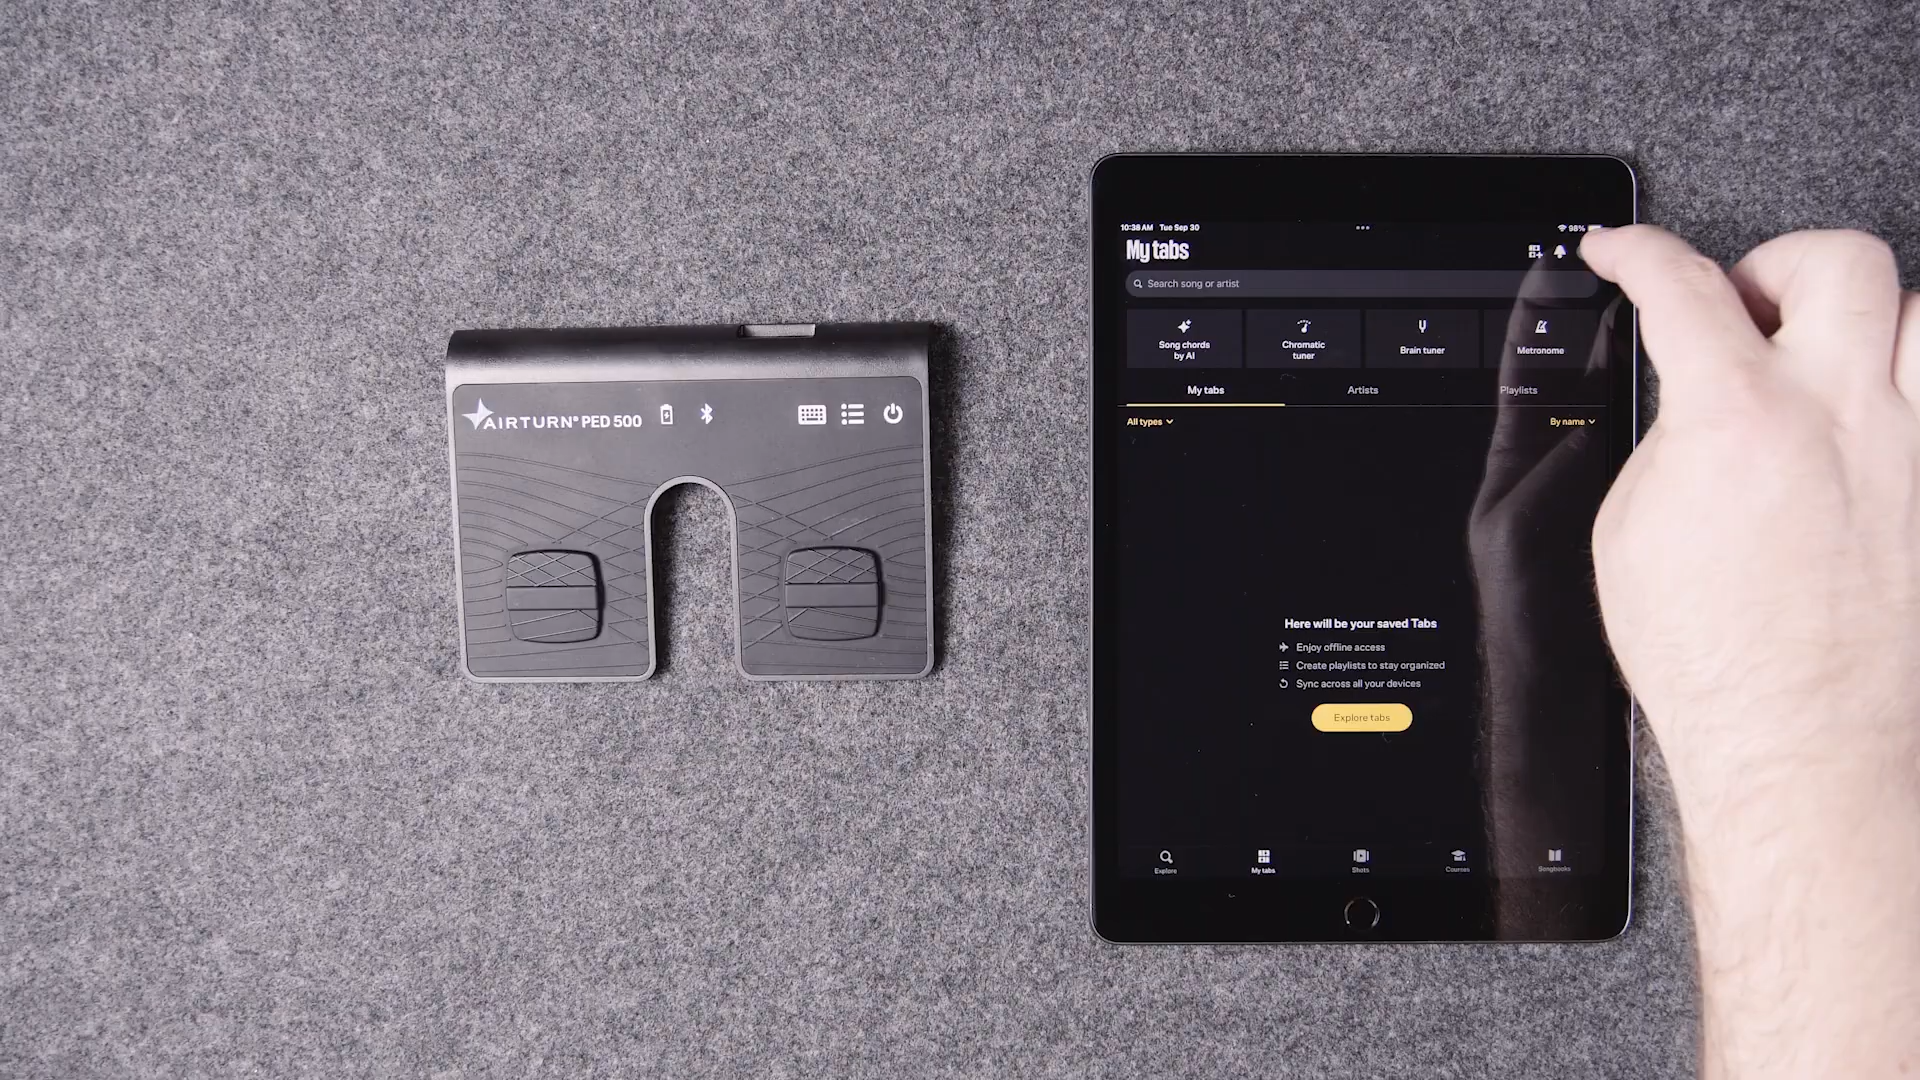 AIRTURN® PED 500
10:38 AM Tue Sep 30
98%
My tabs
Search song or artist
Song chords
by AI
Chromatic
tuner
Brain tuner
Metronome
My tabs
Artists
Playlists
All types
By name
Here will be your saved Tabs
Enjoy offline access
Create playlists to stay organized
Sync across all your devices
Explore tabs
Explore
My tabs
Shots
Courses
Songbooks